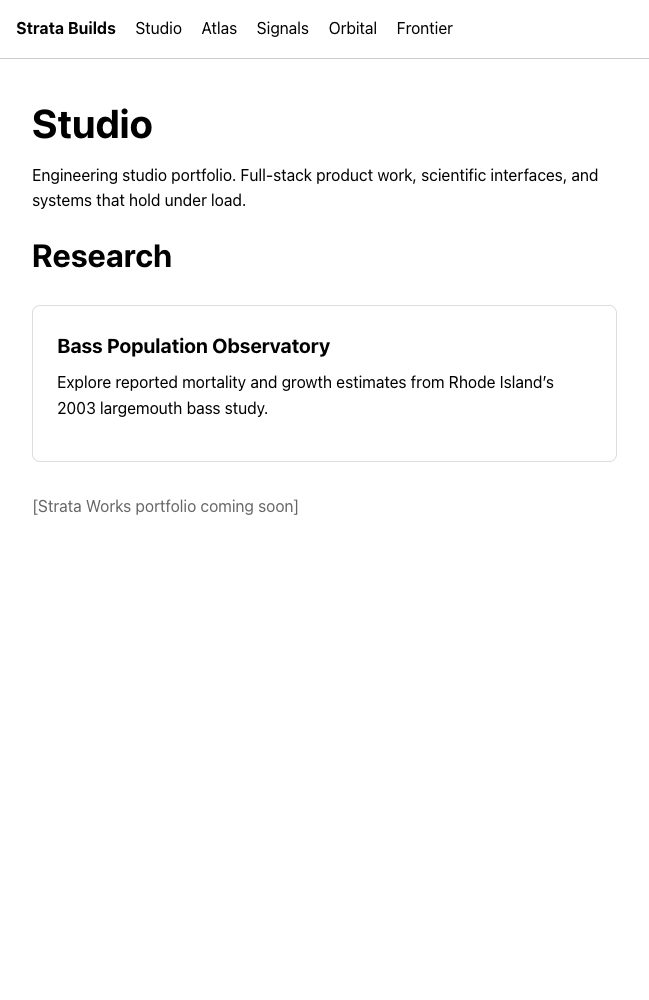 Strata Builds Studio Atlas Signals Orbital Frontier
Studio
Engineering studio portfolio. Full-stack product work, scientific interfaces, and
systems that hold under load.
Research
Bass Population Observatory
Explore reported mortality and growth estimates from Rhode Island’s
2003 largemouth bass study.
[Strata Works portfolio coming soon]